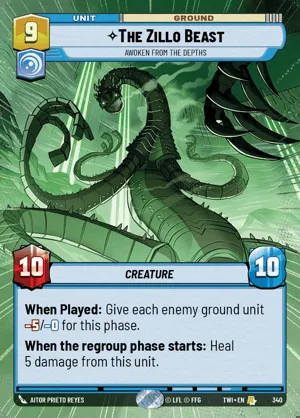 UNIT GROUND
9
✧THE ZILLO BEAST
AWOKEN FROM THE DEPTHS
10 CREATURE 10
When Played: Give each enemy ground unit
-5/-0 for this phase.
When the regroup phase starts: Heal
5 damage from this unit.
AITOR PRIETO REYES © LFL © FFG TWI•EN 340